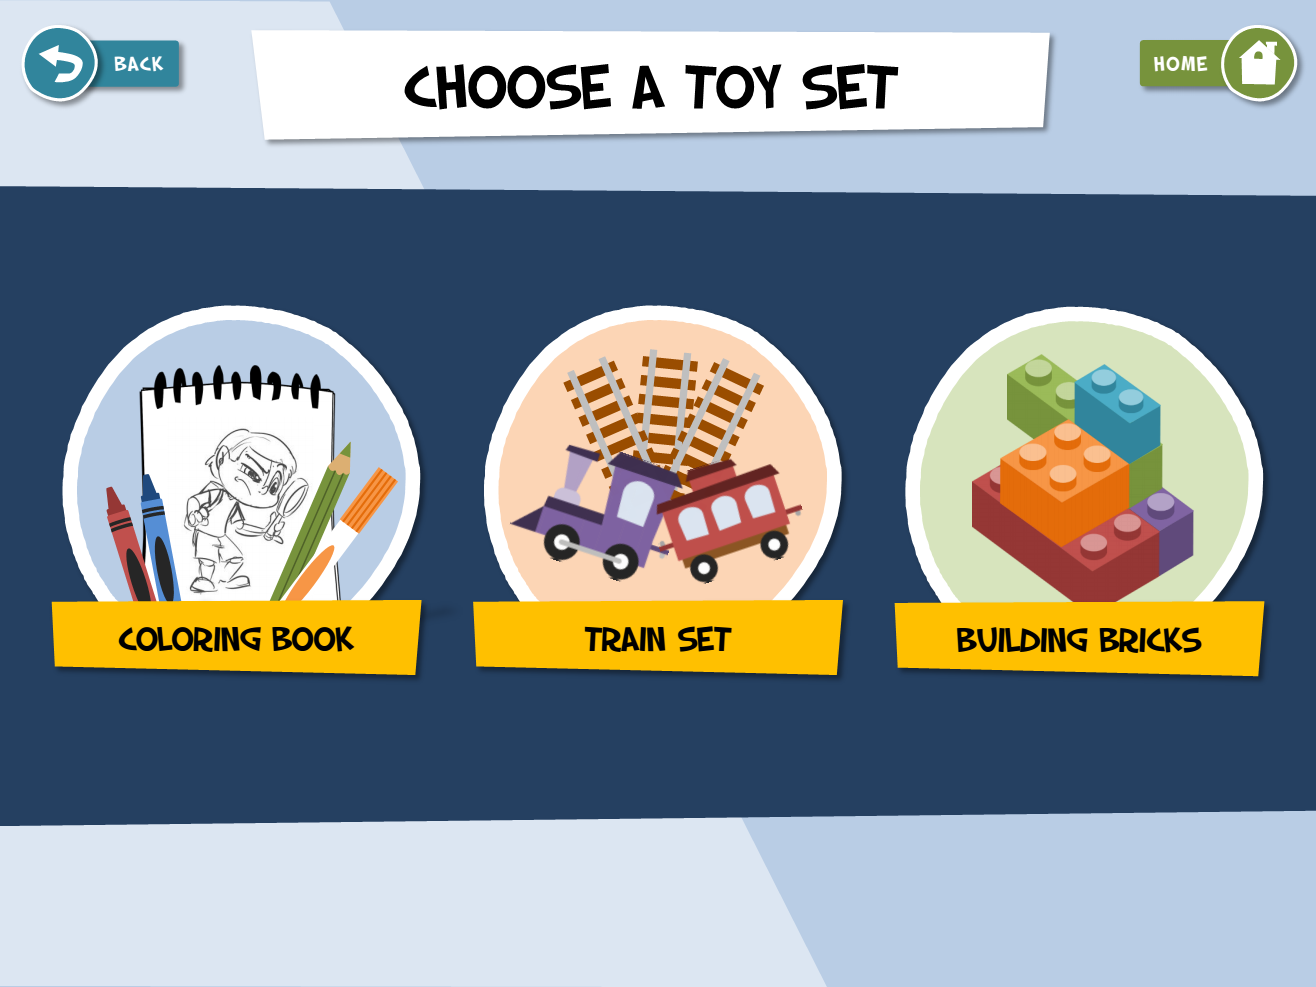 BACK
CHOOSE A TOY SET
HOME
COLORING BOOK
TRAIN SET
BUILDING BRICKS